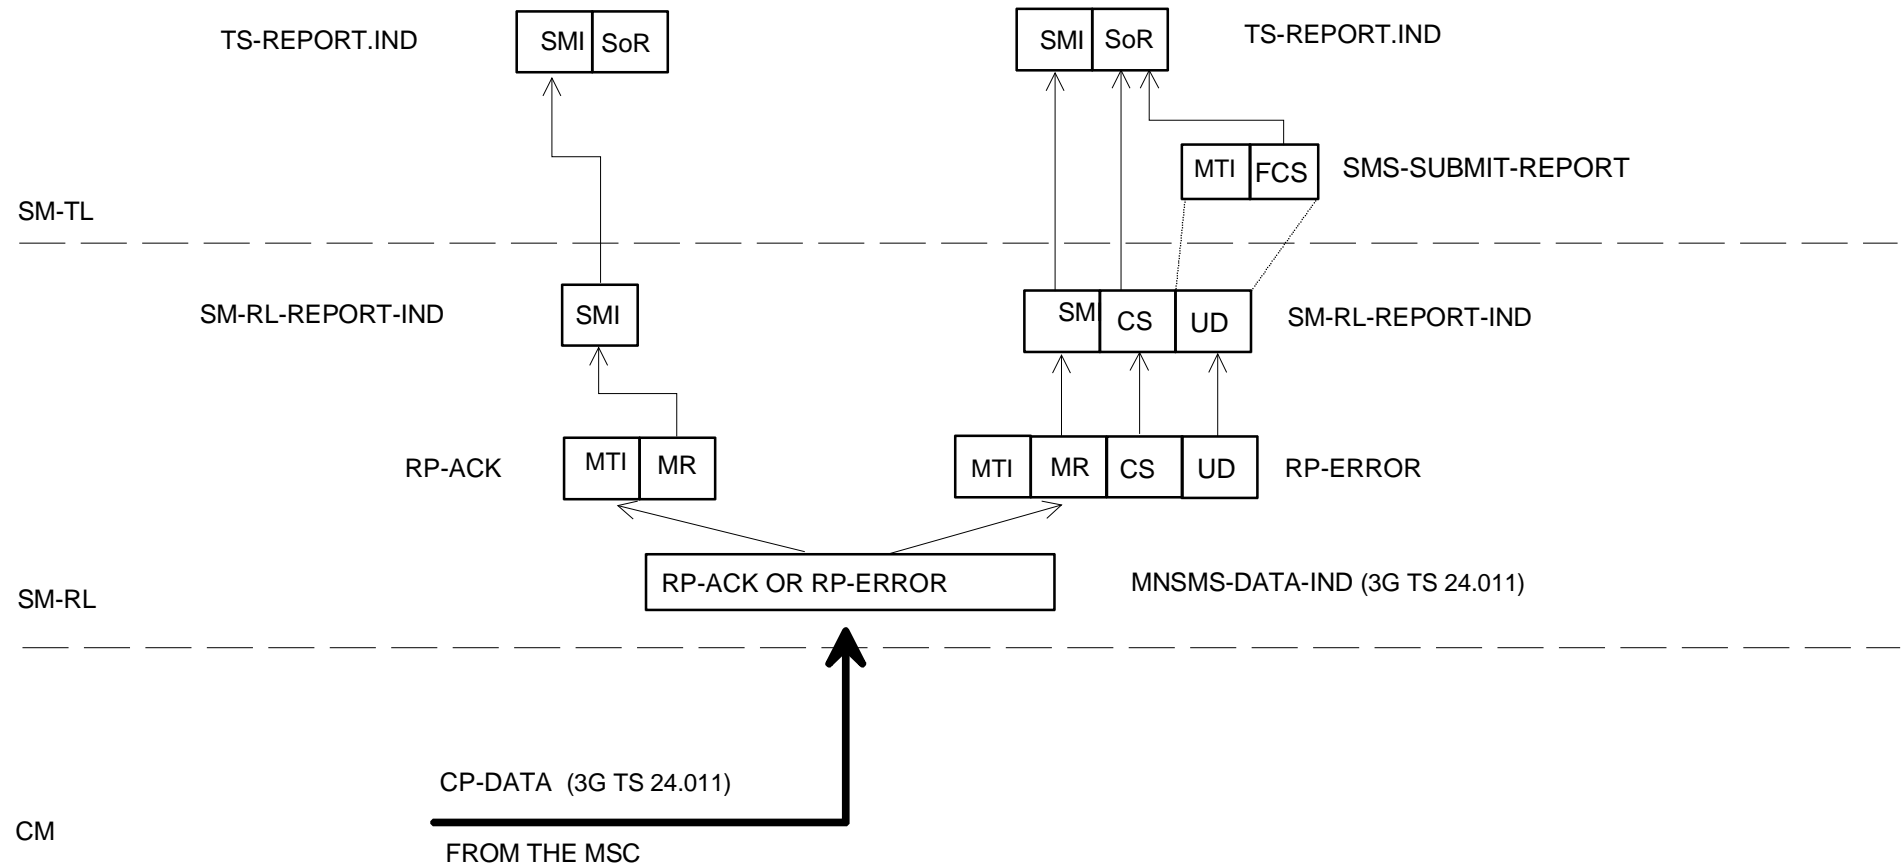 TS-REPORT.IND SMI SoR SMI SoR TS-REPORT.IND
MTI FCS SMS-SUBMIT-REPORT
SM-TL
SM-RL-REPORT-IND SMI SM CS UD SM-RL-REPORT-IND
RP-ACK MTI MR MTI MR CS UD RP-ERROR
RP-ACK OR RP-ERROR MNSMS-DATA-IND (3G TS 24.011)
SM-RL
CP-DATA (3G TS 24.011)
CM
FROM THE MSC